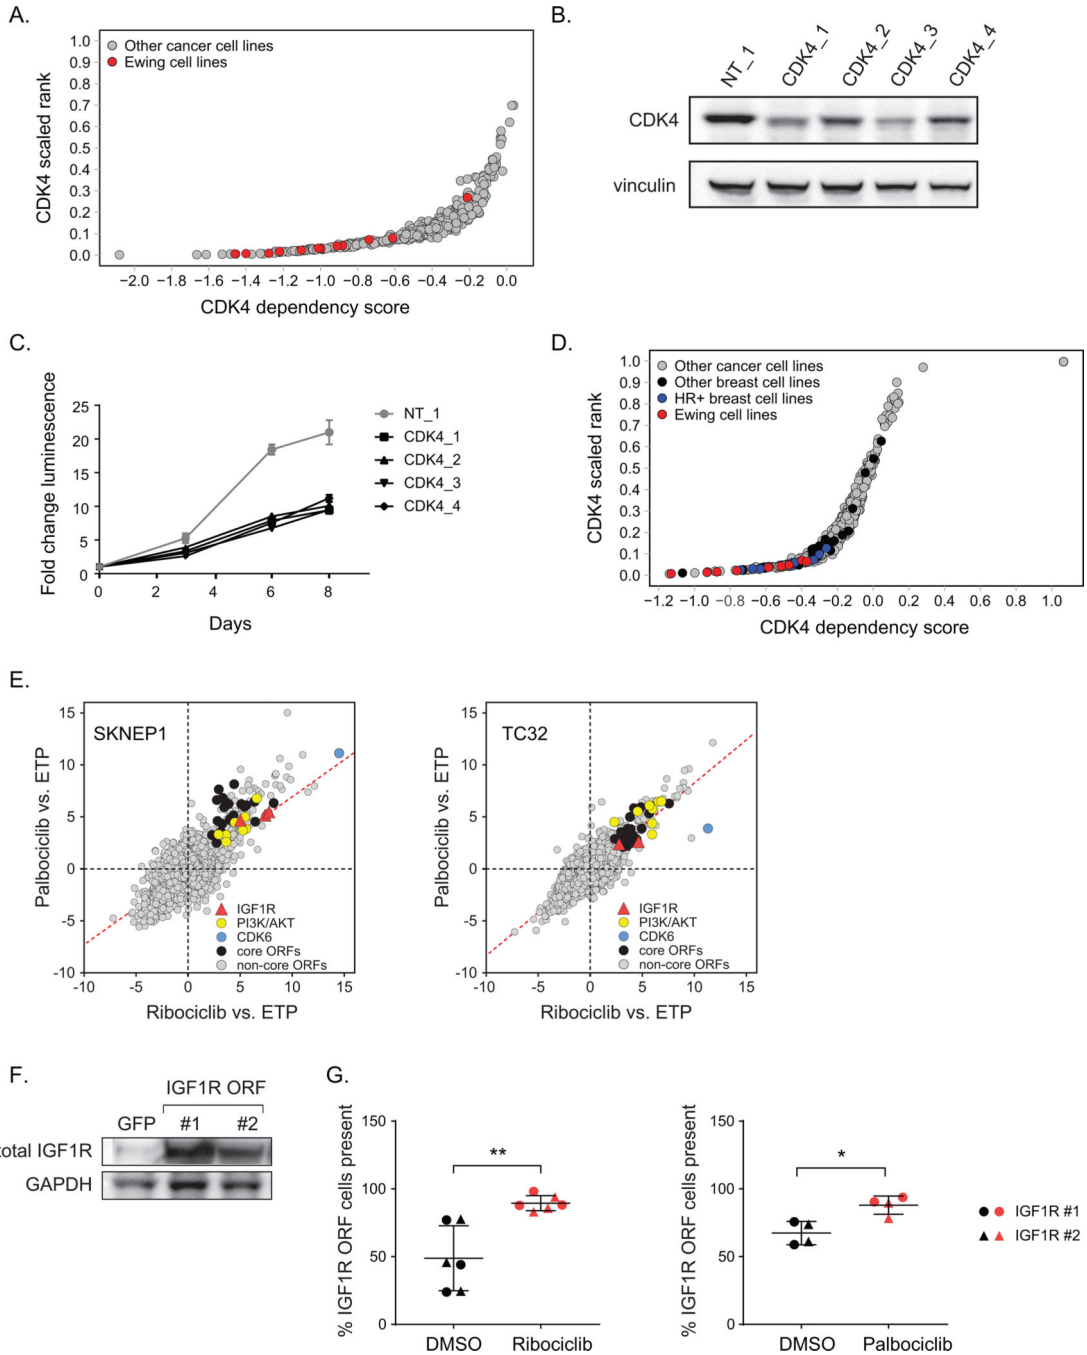 A.
CDK4 scaled rank
1.0
0.9
0.8
0.7
0.6
0.5
0.4
0.3
0.2
0.1
0.0
Other cancer cell lines
Ewing cell lines
−2.0 −1.8 −1.6 −1.4 −1.2 −1.0 −0.8 −0.6 −0.4 −0.2 0.0
CDK4 dependency score
B.
NT_1 CDK4_1 CDK4_2 CDK4_3 CDK4_4
CDK4
vinculin
C.
Fold change luminescence
25
20
15
10
5
0
0 2 4 6 8
Days
NT_1
CDK4_1
CDK4_2
CDK4_3
CDK4_4
D.
CDK4 scaled rank
1.0
0.9
0.8
0.7
0.6
0.5
0.4
0.3
0.2
0.1
0.0
Other cancer cell lines
Other breast cell lines
HR+ breast cell lines
Ewing cell lines
−1.2 −1.0 −0.8 −0.6 −0.4 −0.2 0.0 0.2 0.4 0.6 0.8 1.0
CDK4 dependency score
E.
Palbociclib vs. ETP
15
10
5
0
-5
-10
SKNEP1
IGF1R
PI3K/AKT
CDK6
core ORFs
non-core ORFs
-10 -5 0 5 10 15
Ribociclib vs. ETP
Palbociclib vs. ETP
15
10
5
0
-5
-10
TC32
IGF1R
PI3K/AKT
CDK6
core ORFs
non-core ORFs
-10 -5 0 5 10 15
Ribociclib vs. ETP
F.
IGF1R ORF
GFP #1 #2
total IGF1R
GAPDH
G.
% IGF1R ORF cells present
150
100
50
0
**
DMSO Ribociclib
% IGF1R ORF cells present
150
100
50
0
*
DMSO Palbociclib
IGF1R #1
IGF1R #2